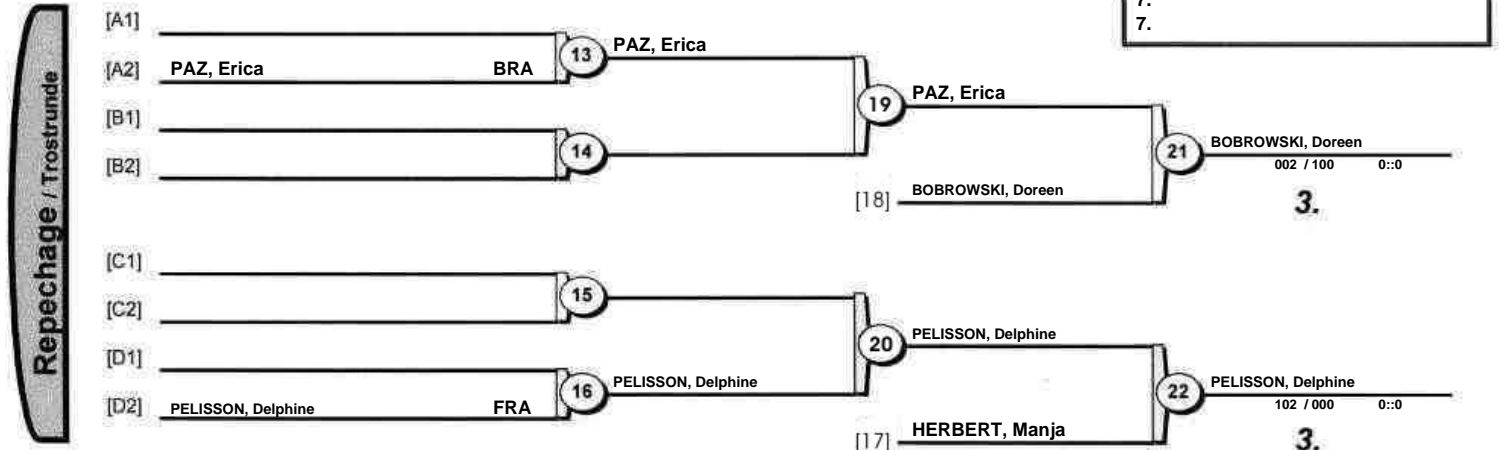 7.
7.
Repechage / Trostrunde
[A1]
[A2] PAZ, Erica BRA
13
PAZ, Erica
[B1]
[B2]
14
19
PAZ, Erica
[18] BOBROWSKI, Doreen
21
BOBROWSKI, Doreen
002 / 100 0::0
3.
[C1]
[C2]
15
[D1]
[D2] PELISSON, Delphine FRA
16
PELISSON, Delphine
20
PELISSON, Delphine
[17] HERBERT, Manja
22
PELISSON, Delphine
102 / 000 0::0
3.